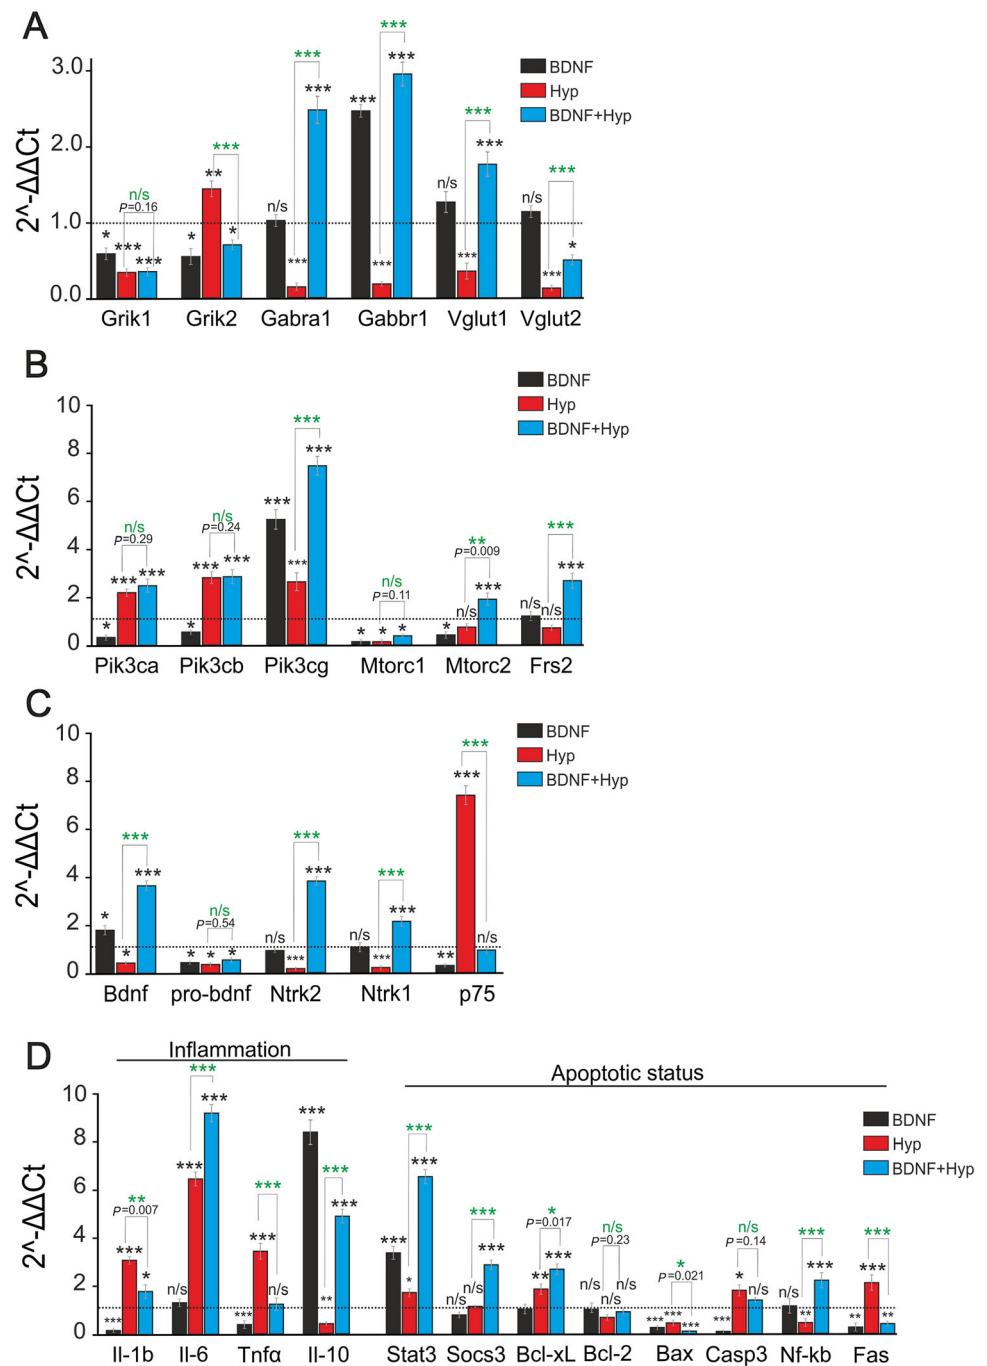 A
2^-ΔΔCt
3.0
2.0
1.0
0.0
BDNF
Hyp
BDNF+Hyp
n/s
P=0.16
* *** ***
***
* ** *
***
n/s *** ***
***
*** *** ***
***
n/s *** ***
***
n/s *** *
Grik1 Grik2 Gabra1 Gabbr1 Vglut1 Vglut2
B
2^-ΔΔCt
10
8
6
4
2
0
BDNF
Hyp
BDNF+Hyp
n/s
P=0.29
* *** ***
n/s
P=0.24
* *** ***
***
*** *** ***
n/s
P=0.11
* * *
**
P=0.009
* n/s ***
***
n/s n/s ***
Pik3ca Pik3cb Pik3cg Mtorc1 Mtorc2 Frs2
C
2^-ΔΔCt
10
8
6
4
2
0
BDNF
Hyp
BDNF+Hyp
***
* * ***
n/s
P=0.54
* * *
***
n/s *** ***
***
n/s *** ***
***
** *** n/s
Bdnf pro-bdnf Ntrk2 Ntrk1 p75
D
Inflammation
Apoptotic status
2^-ΔΔCt
10
8
6
4
2
0
BDNF
Hyp
BDNF+Hyp
**
P=0.007
*** *** *
***
n/s *** ***
***
*** *** n/s
***
*** ** ***
***
*** * ***
***
n/s n/s ***
*
P=0.017
** ***
n/s
P=0.23
n/s n/s n/s
*
P=0.021
*** *** ***
n/s
P=0.14
*** * n/s
***
n/s ** ***
***
** *** **
Il-1b Il-6 Tnfα Il-10 Stat3 Socs3 Bcl-xL Bcl-2 Bax Casp3 Nf-kb Fas